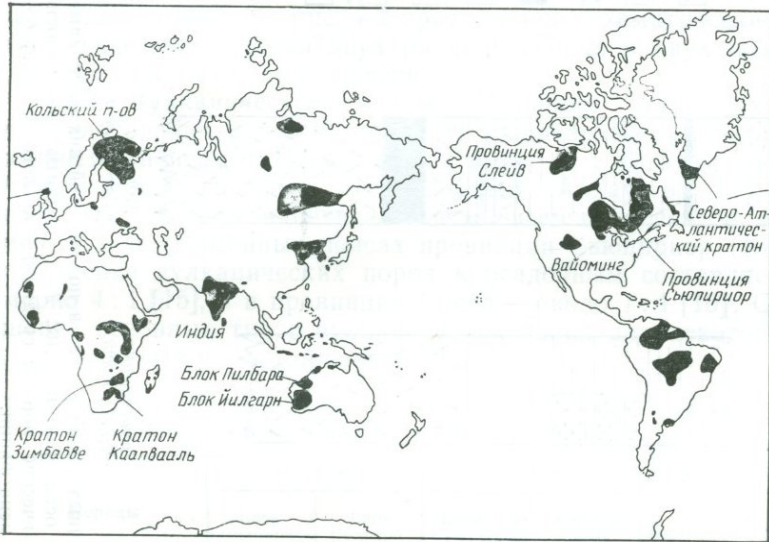 Кольский п-ов
Провинция
Слейв
Северо-Ат-
лантичес-
кий кратон
Вайоминг
Провинция
Сьюпириор
Индия
Блок Пилбара
Блок Йилгарн
Кратон
Зимбабве
Кратон
Каапвааль